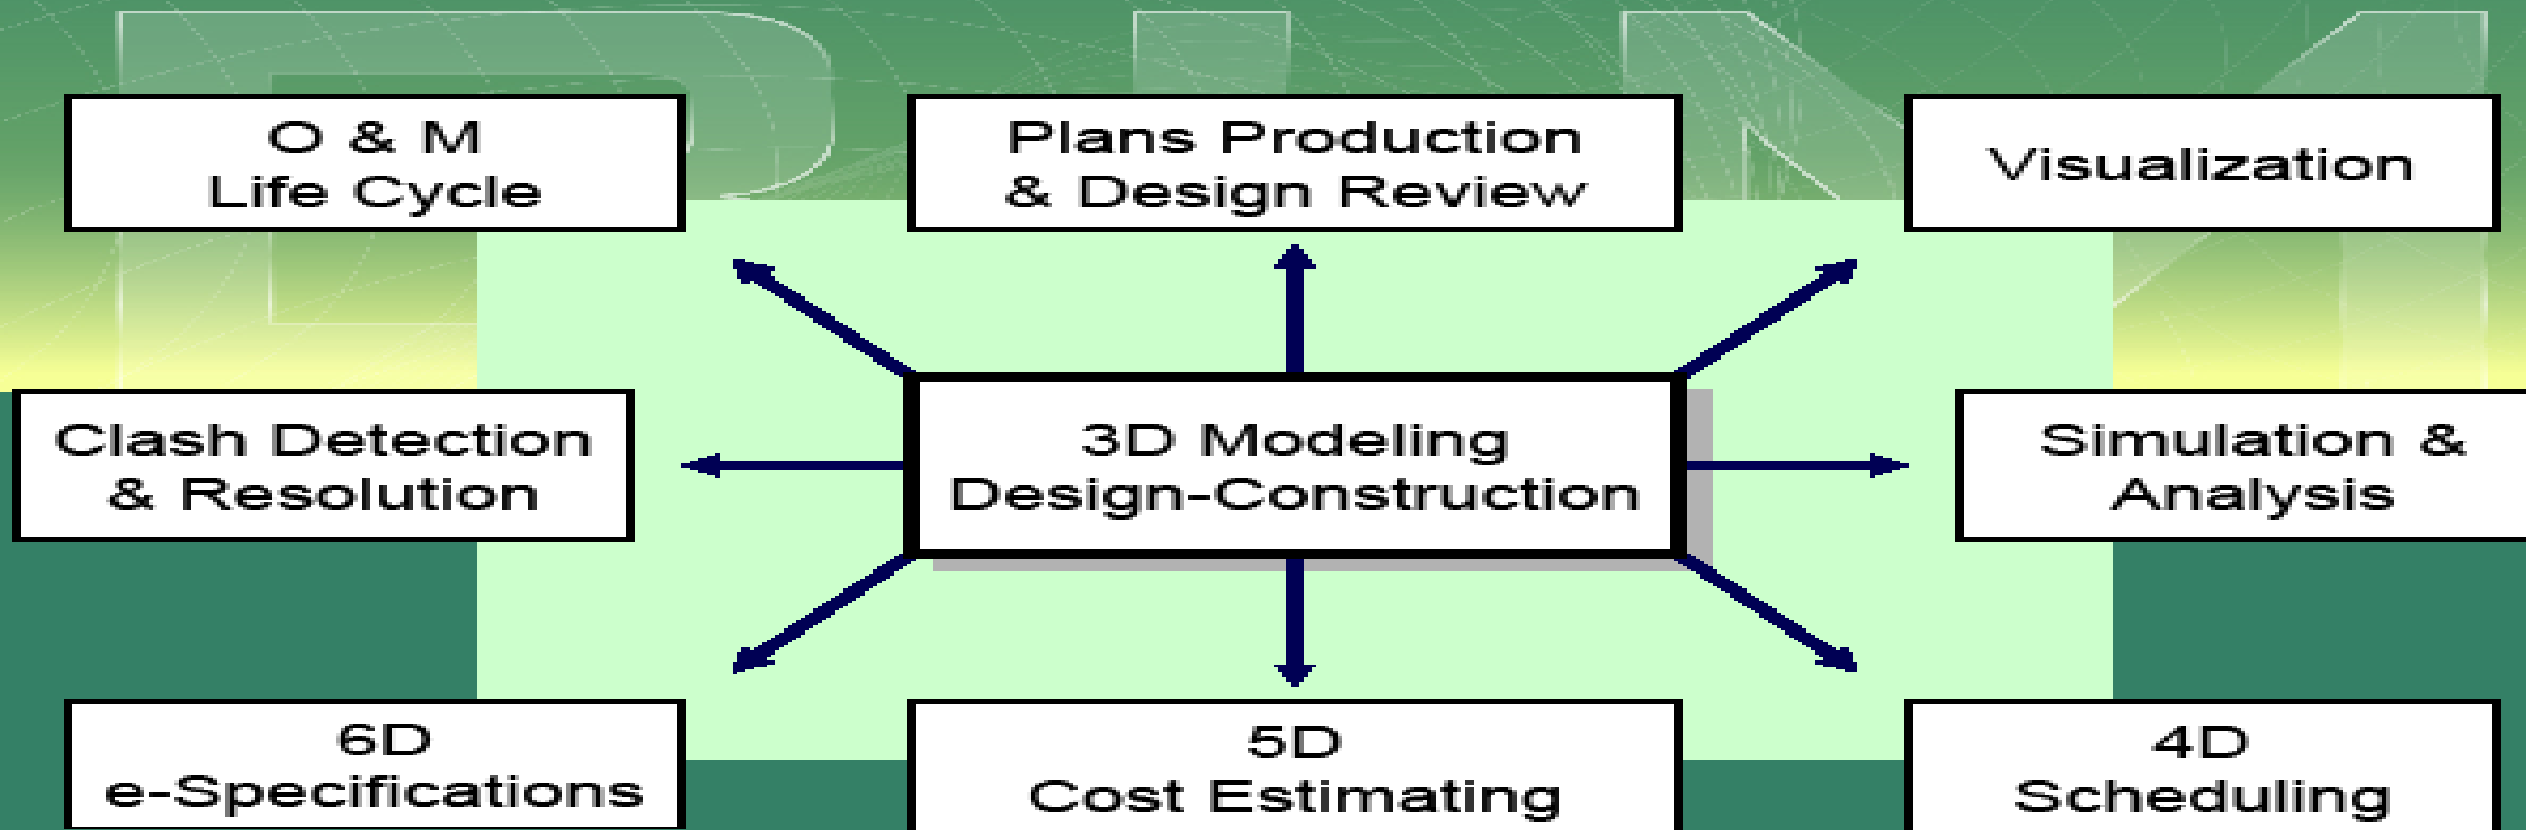 O & M
Life Cycle
Plans Production
& Design Review
Visualization
Clash Detection
& Resolution
3D Modeling
Design-Construction
Simulation &
Analysis
6D
e-Specifications
5D
Cost Estimating
4D
Scheduling